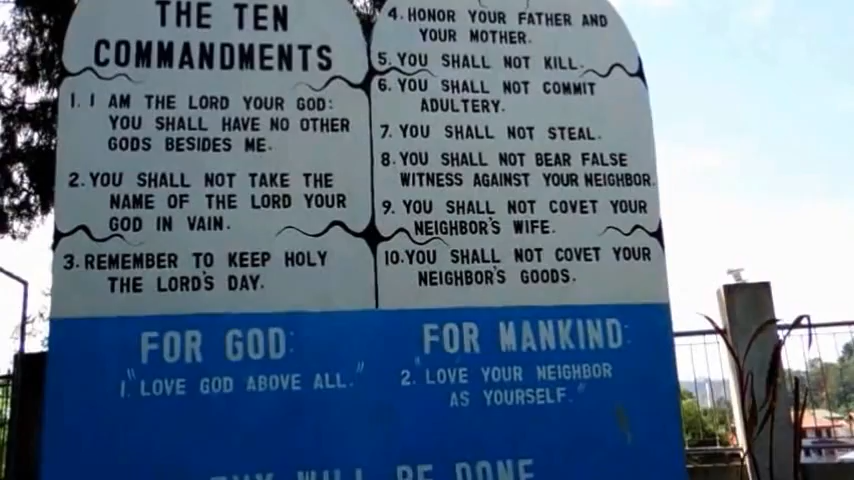 THE TEN
COMMANDMENTS
1. I AM THE LORD YOUR GOD:
YOU SHALL HAVE NO OTHER
GODS BESIDES ME.
2. YOU SHALL NOT TAKE THE
NAME OF THE LORD YOUR
GOD IN VAIN.
3. REMEMBER TO KEEP HOLY
THE LORD'S DAY.
4. HONOR YOUR FATHER AND
YOUR MOTHER.
5. YOU SHALL NOT KILL.
6. YOU SHALL NOT COMMIT
ADULTERY.
7. YOU SHALL NOT STEAL.
8. YOU SHALL NOT BEAR FALSE
WITNESS AGAINST YOUR NEIGHBOR.
9. YOU SHALL NOT COVET YOUR
NEIGHBOR'S WIFE.
10. YOU SHALL NOT COVET YOUR
NEIGHBOR'S GOODS.
FOR GOD:
1. "LOVE GOD ABOVE ALL."
FOR MANKIND:
2. "LOVE YOUR NEIGHBOR
AS YOURSELF."
THY WILL BE DONE